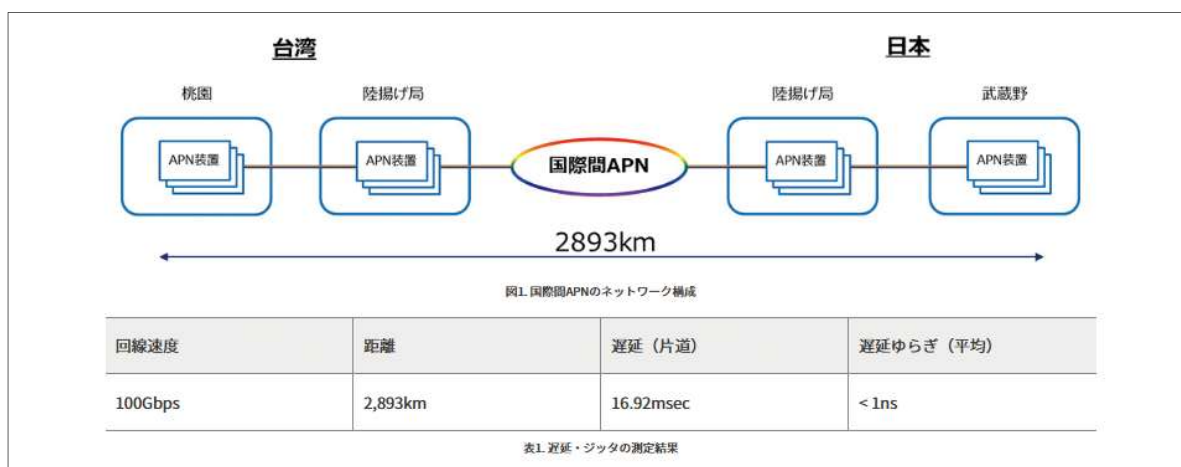 台湾
日本
桃園
陸揚げ局
陸揚げ局
武蔵野
APN装置
APN装置
国際間APN
APN装置
APN装置
2893km
図1. 国際間APNのネットワーク構成
回線速度 距離 遅延（片道） 遅延ゆらぎ（平均）
100Gbps 2,893km 16.92msec < 1ns
表1. 遅延・ジッタの測定結果